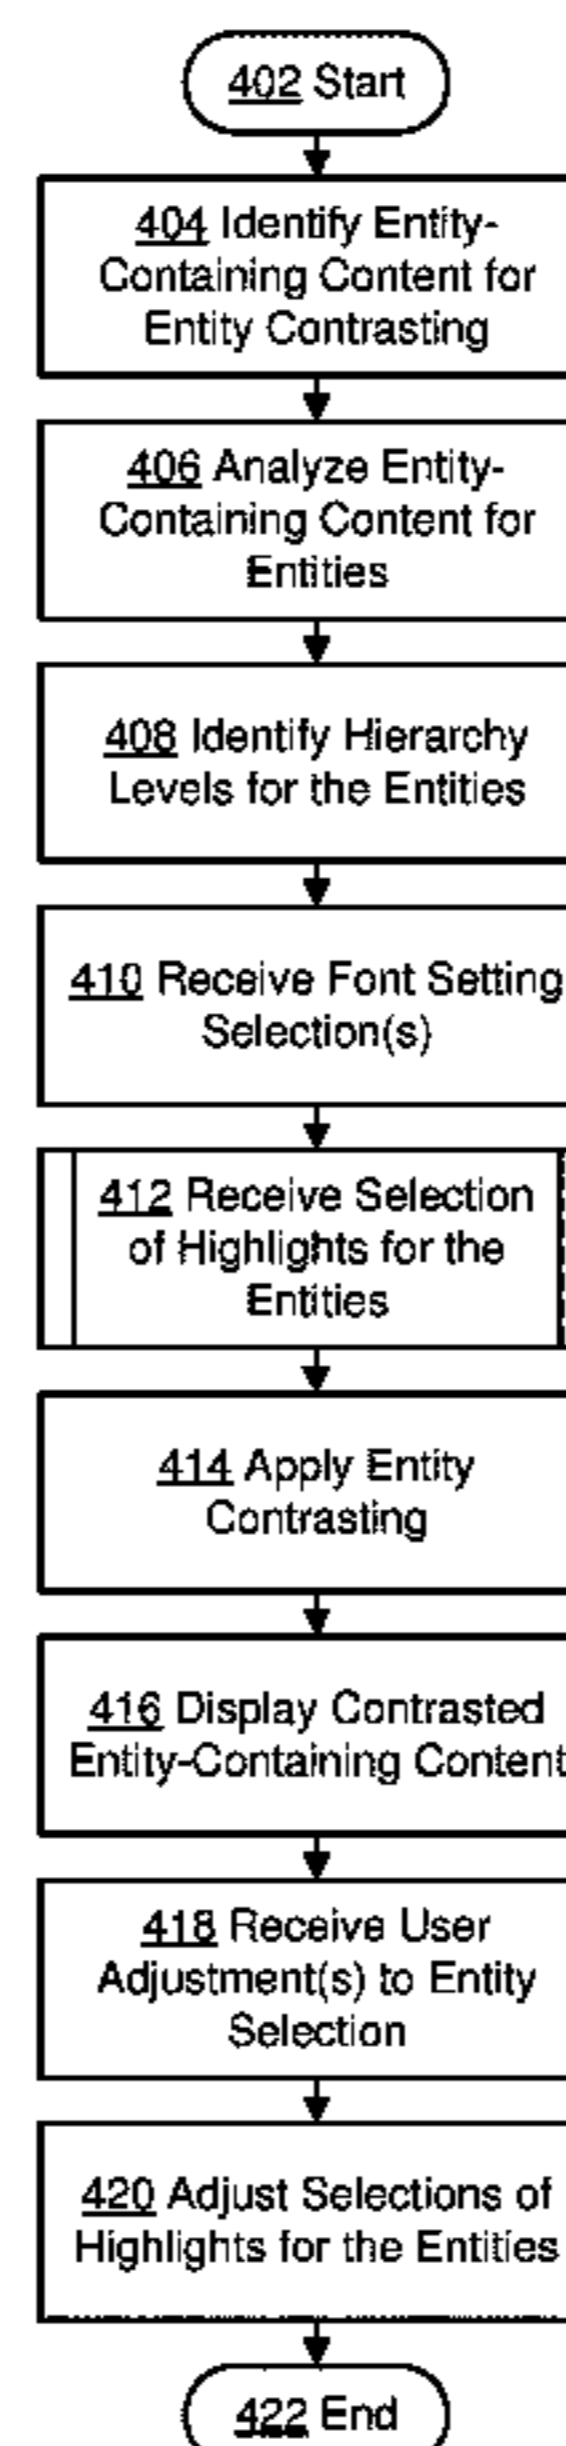 402 Start
404 Identify Entity-
Containing Content for
Entity Contrasting
406 Analyze Entity-
Containing Content for
Entities
408 Identify Hierarchy
Levels for the Entities
410 Receive Font Setting
Selection(s)
412 Receive Selection
of Highlights for the
Entities
414 Apply Entity
Contrasting
416 Display Contrasted
Entity-Containing Content
418 Receive User
Adjustment(s) to Entity
Selection
420 Adjust Selections of
Highlights for the Entities
422 End